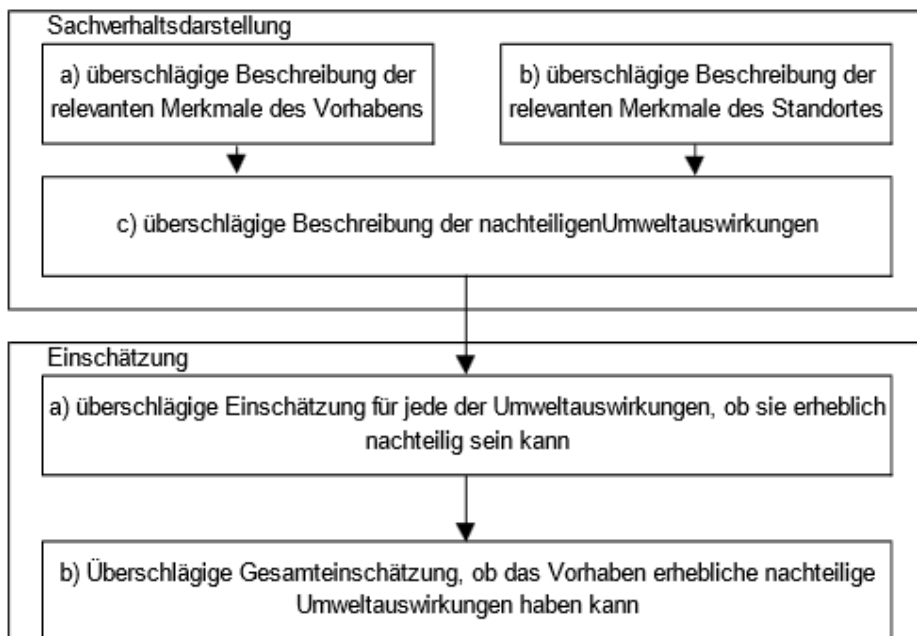 Sachverhaltsdarstellung
a) überschlägige Beschreibung der
relevanten Merkmale des Vorhabens
b) überschlägige Beschreibung der
relevanten Merkmale des Standortes
c) überschlägige Beschreibung der nachteiligenUmweltauswirkungen
Einschätzung
a) überschlägige Einschätzung für jede der Umweltauswirkungen, ob sie erheblich
nachteilig sein kann
b) Überschlägige Gesamteinschätzung, ob das Vorhaben erhebliche nachteilige
Umweltauswirkungen haben kann